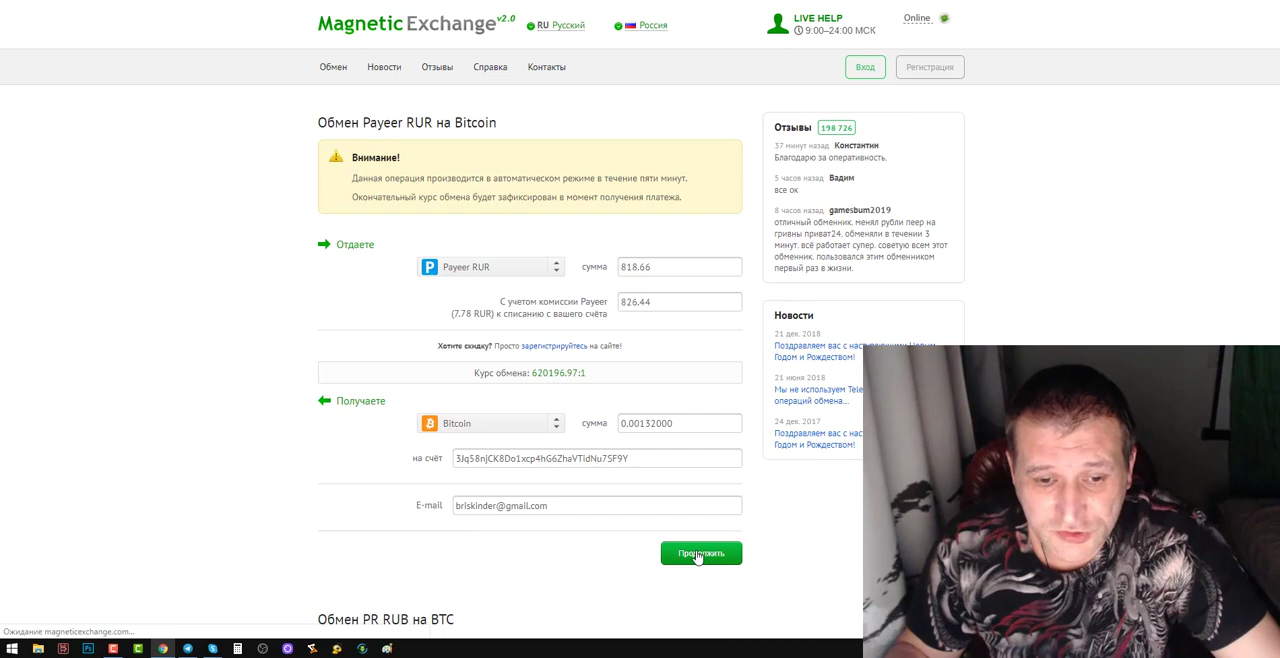 Magnetic Exchange v2.0
RU Русский
Россия
LIVE HELP
9:00–24:00 МСК
Online
Обмен
Новости
Отзывы
Справка
Контакты
Вход
Регистрация
Обмен Payeer RUR на Bitcoin
Внимание!
Данная операция производится в автоматическом режиме в течение пяти минут.
Окончательный курс обмена будет зафиксирован в момент получения платежа.
Отдаете
Payeer RUR
сумма
818.66
С учетом комиссии Payeer
(7.78 RUR) к списанию с вашего счёта
826.44
Хотите скидку? Просто зарегистрируйтесь на сайте!
Курс обмена: 620196.97:1
Получаете
Bitcoin
сумма
0.00132000
на счёт
3Jq58njCK8Do1xcp4hG6ZhaVTidNu7SF9Y
E-mail
briskinder@gmail.com
Продолжить
Обмен PR RUB на BTC
Отзывы 198 726
37 минут назад Константин
Благодарю за оперативность.
5 часов назад Вадим
все ок
8 часов назад gamesbum2019
отличный обменник. менял рубли пеер на
гривны приват24. обменяли в течении 3
минут. всё работает супер. советую всем этот
обменник. пользовался этим обменником
первый раз в жизни.
Новости
21 дек. 2018
Поздравляем вас с наступающими Новым
Годом и Рождеством!
21 июня 2018
Мы не используем Tele
операций обмена...
24 дек. 2017
Поздравляем вас с нас
Годом и Рождеством!
Ожидание magneticexchange.com...